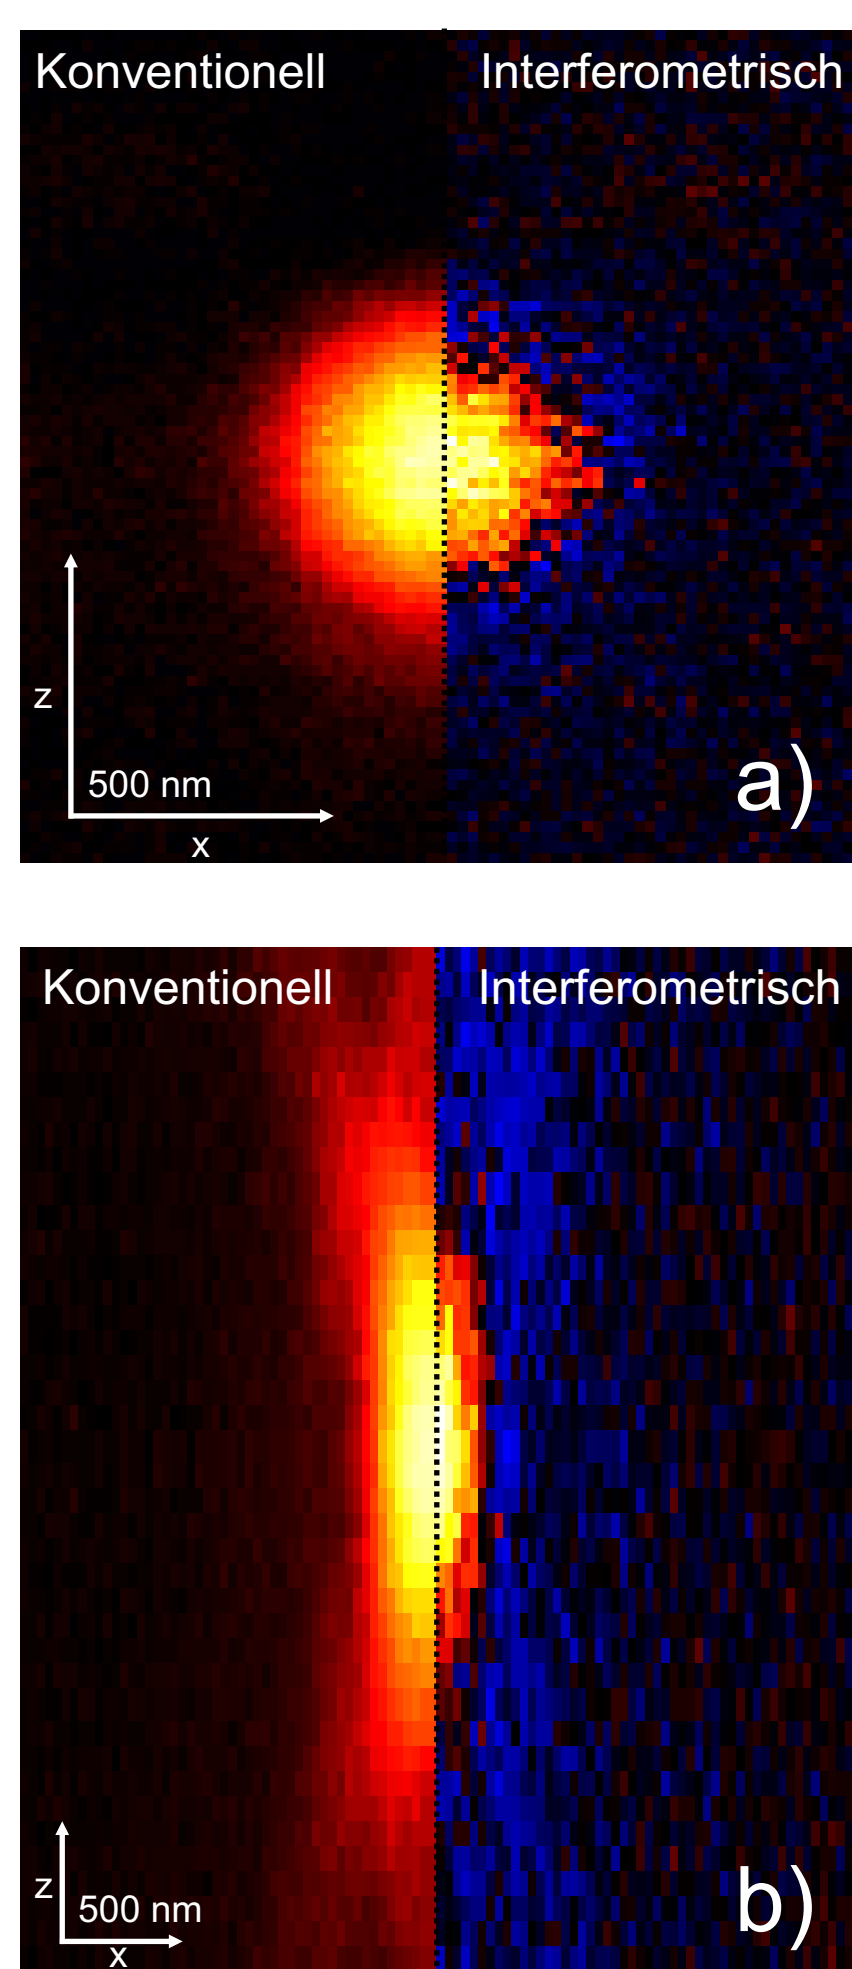 Konventionell
Interferometrisch
z
500 nm
x
a)
Konventionell
Interferometrisch
z
500 nm
x
b)